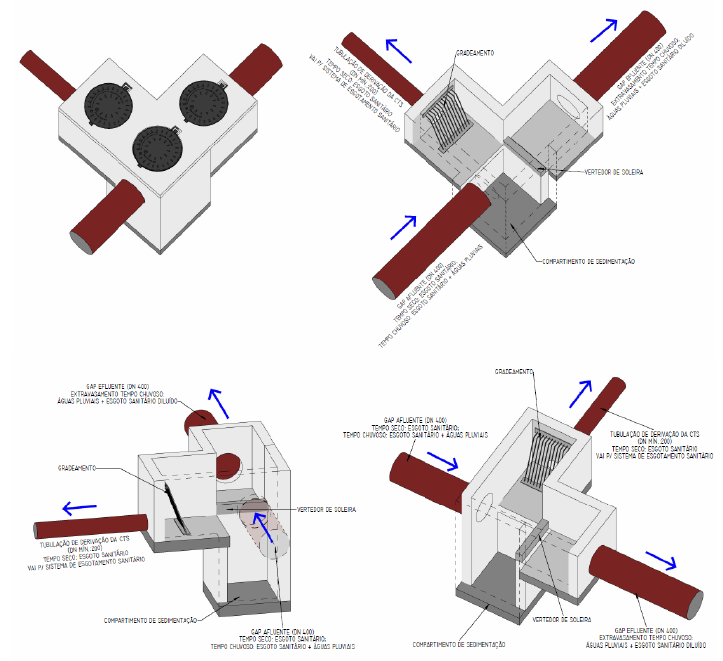 GRADEAMENTO
TUBULAÇÃO DE DERIVAÇÃO DA CTS
(DN MIN.:200)
TEMPO SECO: ESGOTO SANITÁRIO
VAI P/ SISTEMA DE ESGOTAMENTO SANITÁRIO
GAP EFLUENTE (DN 400)
EXTRAVASAMENTO TEMPO CHUVOSO:
ÁGUAS PLUVIAIS + ESGOTO SANITÁRIO DILUÍDO
VERTEDOR DE SOLEIRA
COMPARTIMENTO DE SEDIMENTAÇÃO
GAP AFLUENTE (DN 400)
TEMPO SECO: ESGOTO SANITÁRIO;
TEMPO CHUVOSO: ESGOTO SANITÁRIO + ÁGUAS PLUVIAIS
GAP EFLUENTE (DN 400)
EXTRAVASAMENTO TEMPO CHUVOSO:
ÁGUAS PLUVIAIS + ESGOTO SANITÁRIO DILUÍDO
GRADEAMENTO
VERTEDOR DE SOLEIRA
TUBULAÇÃO DE DERIVAÇÃO DA CTS
(DN MIN.:200)
TEMPO SECO: ESGOTO SANITÁRIO
VAI P/ SISTEMA DE ESGOTAMENTO SANITÁRIO
COMPARTIMENTO DE SEDIMENTAÇÃO
GAP AFLUENTE (DN 400)
TEMPO SECO: ESGOTO SANITÁRIO;
TEMPO CHUVOSO: ESGOTO SANITÁRIO + ÁGUAS PLUVIAIS
GRADEAMENTO
GAP AFLUENTE (DN 400)
TEMPO SECO: ESGOTO SANITÁRIO;
TEMPO CHUVOSO: ESGOTO SANITÁRIO + ÁGUAS PLUVIAIS
TUBULAÇÃO DE DERIVAÇÃO DA CTS
(DN MIN.:200)
TEMPO SECO: ESGOTO SANITÁRIO
VAI P/ SISTEMA DE ESGOTAMENTO SANITÁRIO
VERTEDOR DE SOLEIRA
COMPARTIMENTO DE SEDIMENTAÇÃO
GAP EFLUENTE (DN 400)
EXTRAVASAMENTO TEMPO CHUVOSO:
ÁGUAS PLUVIAIS + ESGOTO SANITÁRIO DILUÍDO